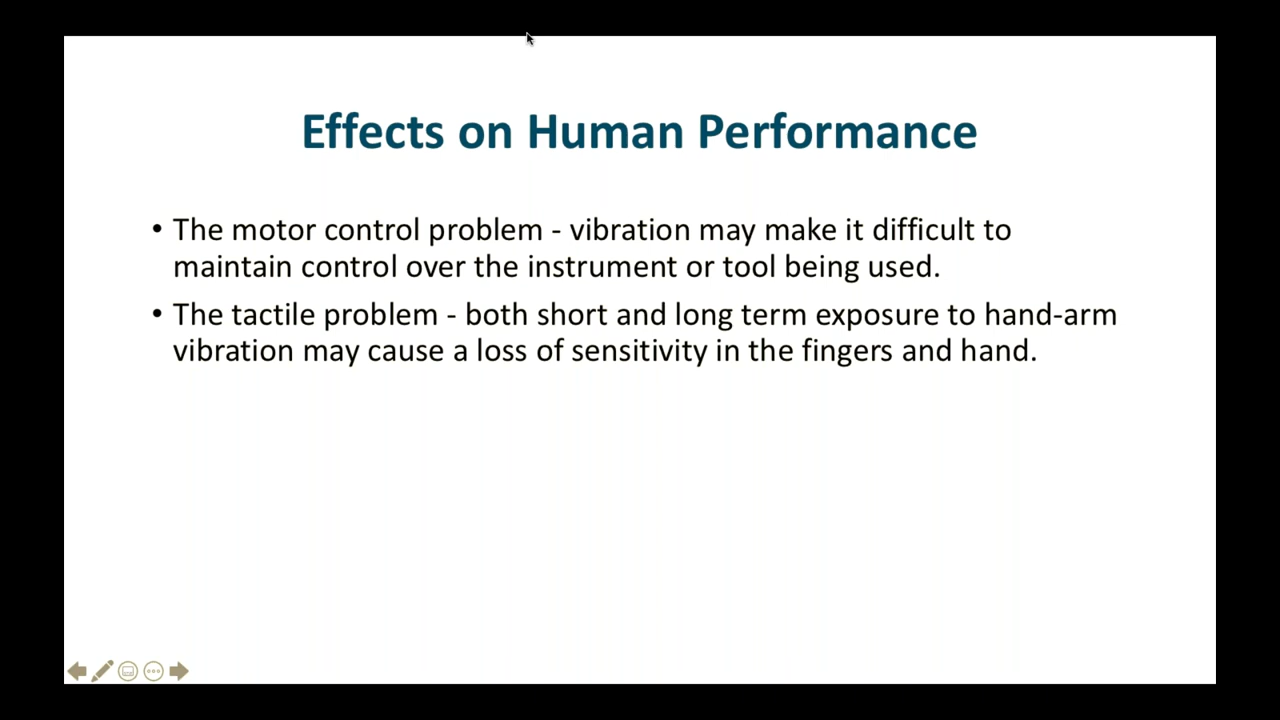 Effects on Human Performance
• The motor control problem - vibration may make it difficult to
maintain control over the instrument or tool being used.
• The tactile problem - both short and long term exposure to hand-arm
vibration may cause a loss of sensitivity in the fingers and hand.